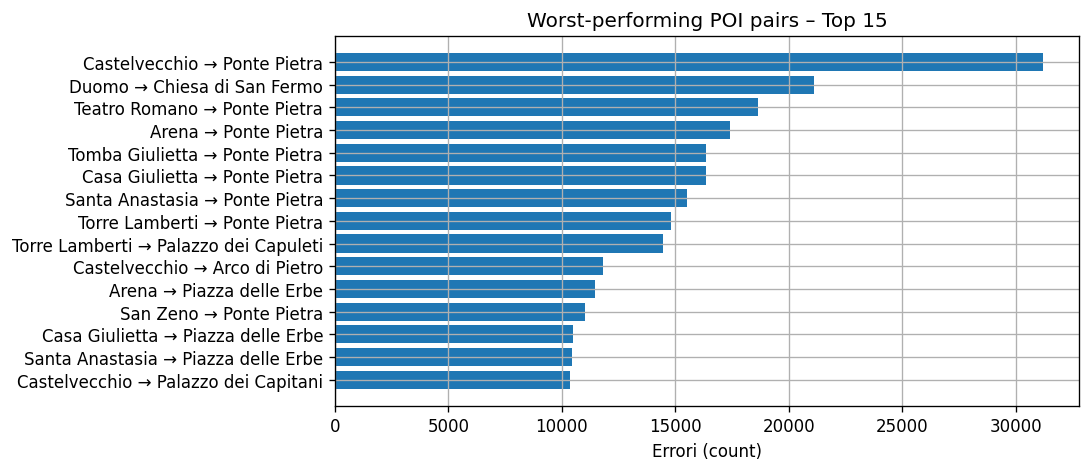 Worst-performing POI pairs – Top 15
Castelvecchio → Ponte Pietra
Duomo → Chiesa di San Fermo
Teatro Romano → Ponte Pietra
Arena → Ponte Pietra
Tomba Giulietta → Ponte Pietra
Casa Giulietta → Ponte Pietra
Santa Anastasia → Ponte Pietra
Torre Lamberti → Ponte Pietra
Torre Lamberti → Palazzo dei Capuleti
Castelvecchio → Arco di Pietro
Arena → Piazza delle Erbe
San Zeno → Ponte Pietra
Casa Giulietta → Piazza delle Erbe
Santa Anastasia → Piazza delle Erbe
Castelvecchio → Palazzo dei Capitani
0 5000 10000 15000 20000 25000 30000
Errori (count)